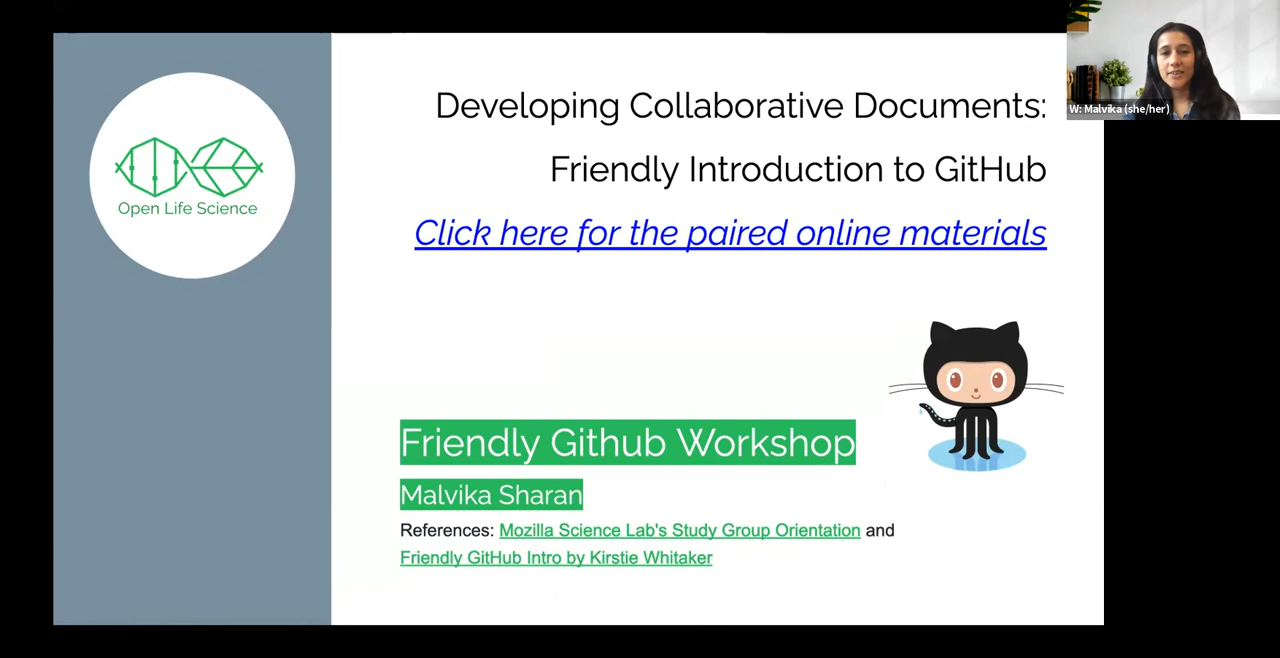 Developing Collaborative Documents:
Friendly Introduction to GitHub
Click here for the paired online materials
Open Life Science
Friendly Github Workshop
Malvika Sharan
References: Mozilla Science Lab's Study Group Orientation and
Friendly GitHub Intro by Kirstie Whitaker
W: Malvika (she/her)